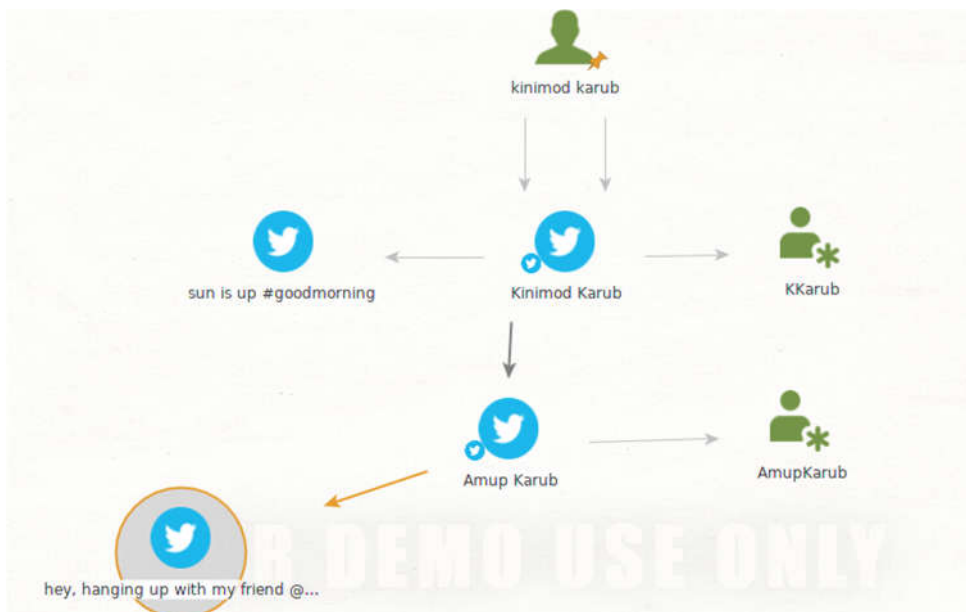 kinimod karub
sun is up #goodmorning
Kinimod Karub
KKarub
Amup Karub
AmupKarub
hey, hanging up with my friend @...
R DEMO USE ONLY